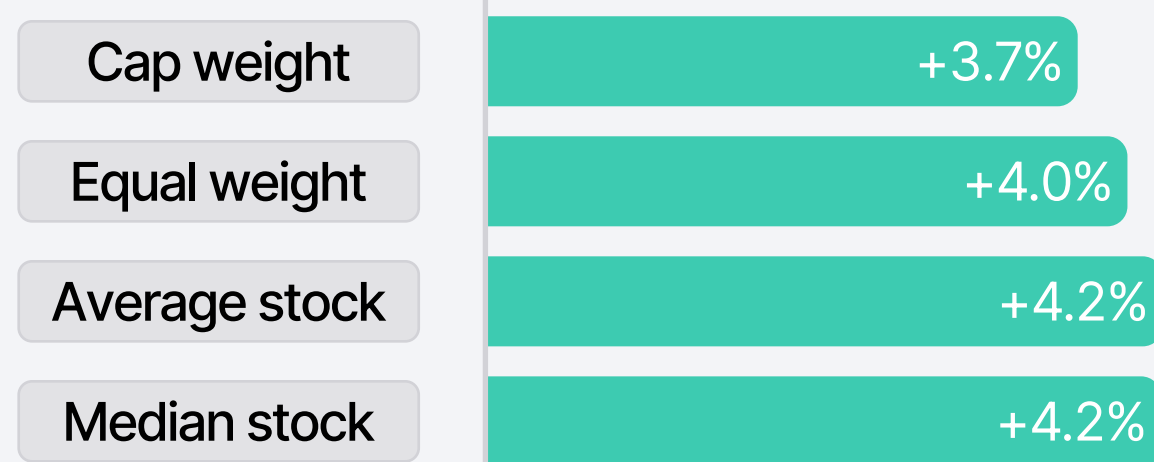 Cap weight +3.7%
Equal weight +4.0%
Average stock +4.2%
Median stock +4.2%